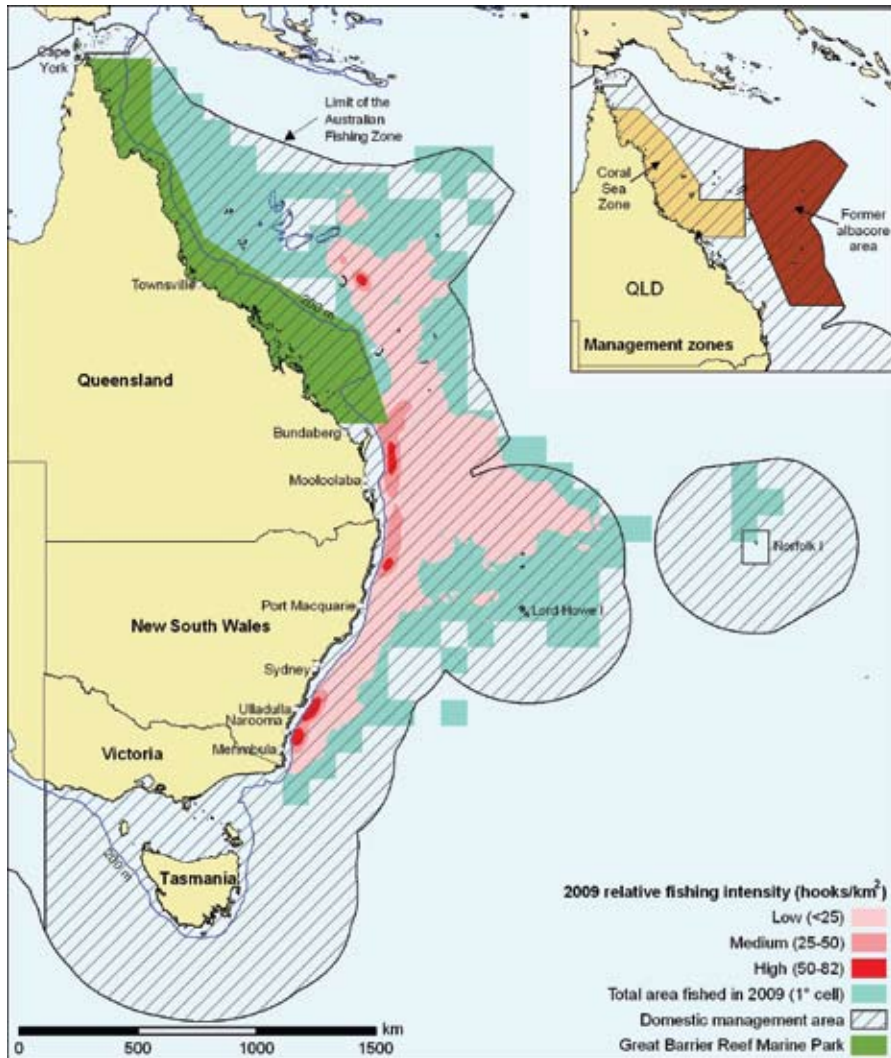 Cape
York
Limit of the
Australian
Fishing Zone
Townsville
200 m
Queensland
Bundaberg
Mooloolaba
Port Macquarie
New South Wales
Lord Howe I
Norfolk I
Sydney
Ulladulla
Narooma
Merimbula
Victoria
200 m
Tasmania
Coral
Sea
Zone
Former
albacore
area
QLD
Management zones
2009 relative fishing intensity (hooks/km²)
Low (<25)
Medium (25-50)
High (50-82)
Total area fished in 2009 (1° cell)
Domestic management area
Great Barrier Reef Marine Park
0 500 1000 1500 km